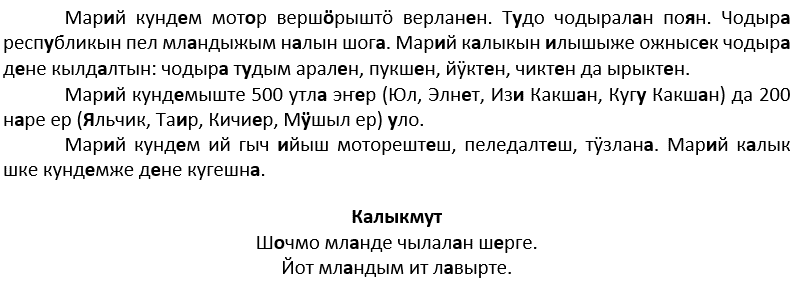 Марий кундем мотор вершӧрыштӧ верланен. Тудо чодыралан поян. Чодыра
республикын пел мландыжым налын шога. Марий калыкын илышыже ожнысек чодыра
дене кылдалтын: чодыра тудым арален, пукшен, йӱктен, чиктен да ырыктен.
Марий кундемыште 500 утла эҥер (Юл, Элнет, Изи Какшан, Кугу Какшан) да 200
наре ер (Яльчик, Таир, Кичиер, Мӱшыл ер) уло.
Марий кундем ий гыч ийыш моторештеш, пеледалтеш, тӱзлана. Марий калык
шке кундемже дене кугешна.
Калыкмут
Шочмо мланде чылалан шерге.
Йот мландым ит лавырте.